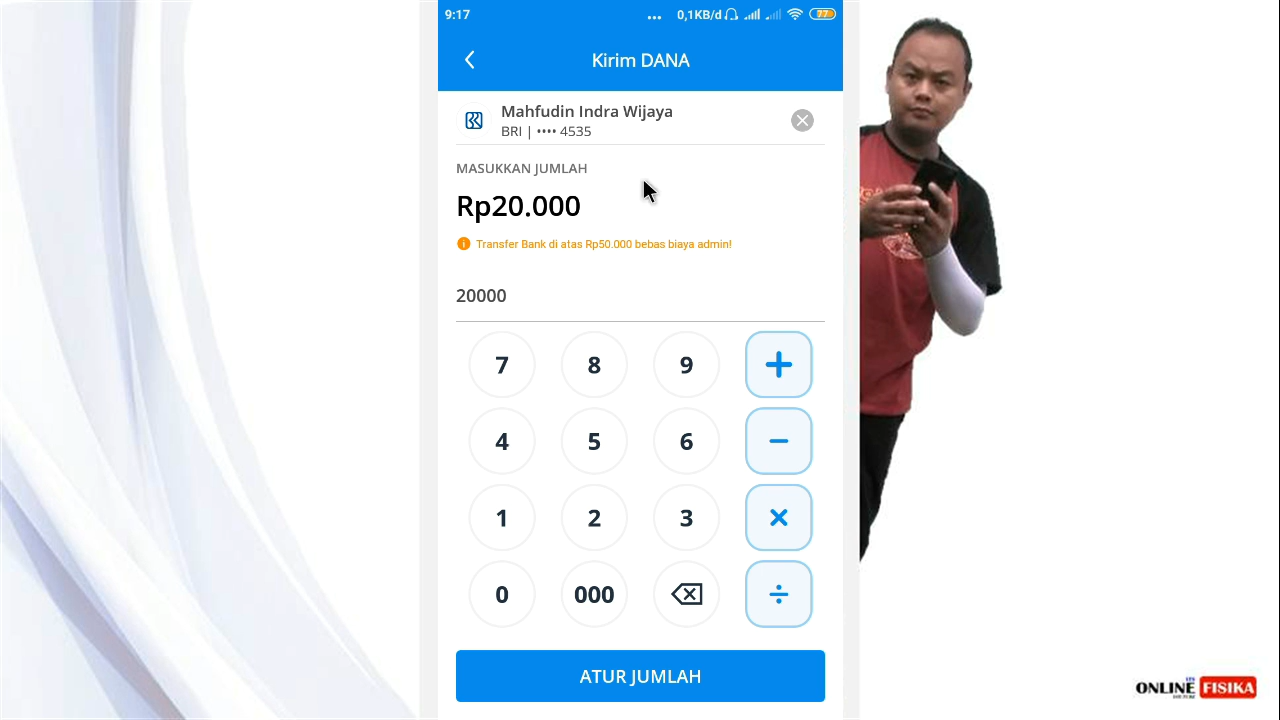 9:17
... 0,1KB/d 77
Kirim DANA
Mahfudin Indra Wijaya
BRI | •••• 4535
MASUKKAN JUMLAH
Rp20.000
Transfer Bank di atas Rp50.000 bebas biaya admin!
20000
7 8 9 +
4 5 6 −
1 2 3 ×
0 000 ÷
ATUR JUMLAH
ONLINE FISIKA